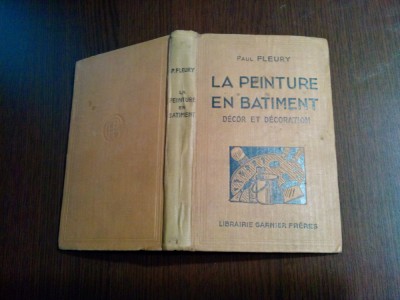 PAUL FLEURY
LA PEINTURE
EN BATIMENT
DÉCOR ET DÉCORATION
LIBRAIRIE GARNIER FRÈRES
P. FLEURY
LA
PEINTURE
EN
BATIMENT